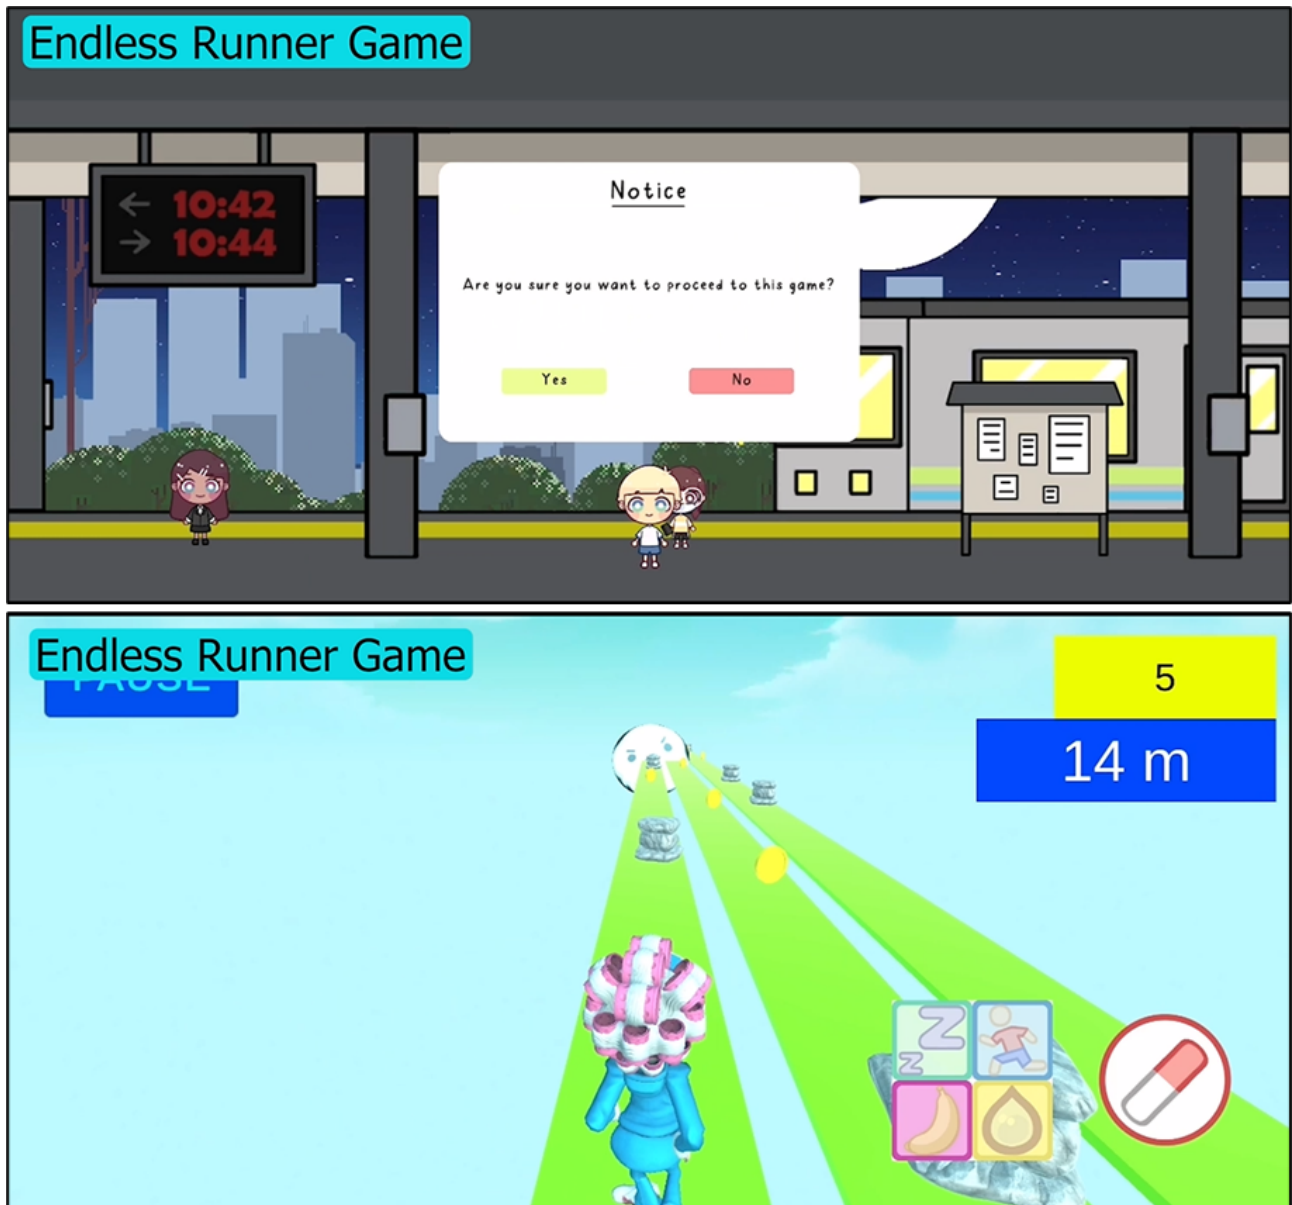 Endless Runner Game
← 10:42
→ 10:44
Notice
Are you sure you want to proceed to this game?
Yes
No
Endless Runner Game
PAUSE
5
14 m
Z
z